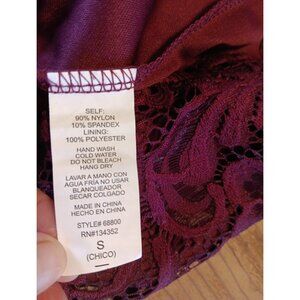 SELF:
90% NYLON
10% SPANDEX
LINING:
100% POLYESTER
HAND WASH
COLD WATER
DO NOT BLEACH
HANG DRY
LAVAR A MANO CON
AGUA FRIA NO USAR
BLANQUEADOR
SECAR COLGADO
MADE IN CHINA
HECHO EN CHINA
STYLE# 68800
RN#134352
S
(CHICO)